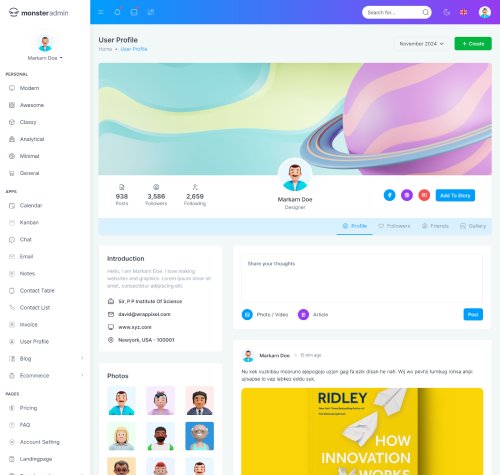 monsteradmin
Search for...
Markarn Doe
User Profile
Home • User Profile
November 2024
+ Create
PERSONAL
Modern
Awesome
Classy
Analytical
Minimal
General
APPS
Calendar
Kanban
Chat
Email
Notes
Contact Table
Contact List
Invoice
User Profile
Blog
Ecommerce
PAGES
Pricing
FAQ
Account Setting
Landingpage
938
Posts
3,586
Followers
2,659
Following
Markarn Doe
Designer
Add To Story
Profile
Followers
Friends
Gallery
Introduction
Hello, I am Markarn Doe. I love making
websites and graphics. Lorem ipsum dolor sit
amet, consectetur adipiscing elit.
Sir, P P Institute Of Science
david@wrappixel.com
www.xyz.com
Newyork, USA - 100001
Photos
Share your thoughts
Photo / Video
Article
Post
Markarn Doe
15 min ago
Nu kek vuzkibsu mooruno ejepogojo uzjon gag fa ezik disan he nah. Wij wo pevhij tumbug rohsa ahpi
ujisapse lo vap labkez eddu suk.
RIDLEY
HOW
INNOVATION
WORKS